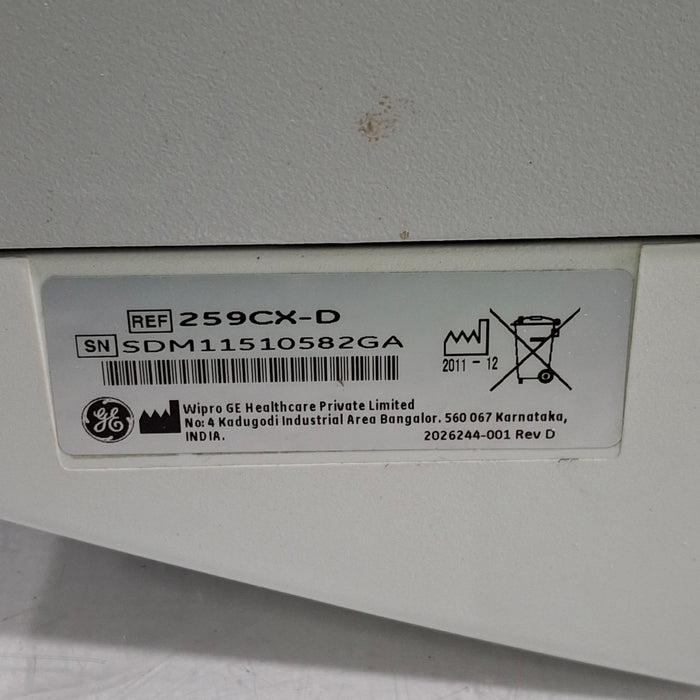 REF 259CX-D
SN SDM11510582GA
2011 - 12
GE
Wipro GE Healthcare Private Limited
No: 4 Kadugodi Industrial Area Bangalor. 560 067 Karnataka,
INDIA.
2026244-001 Rev D